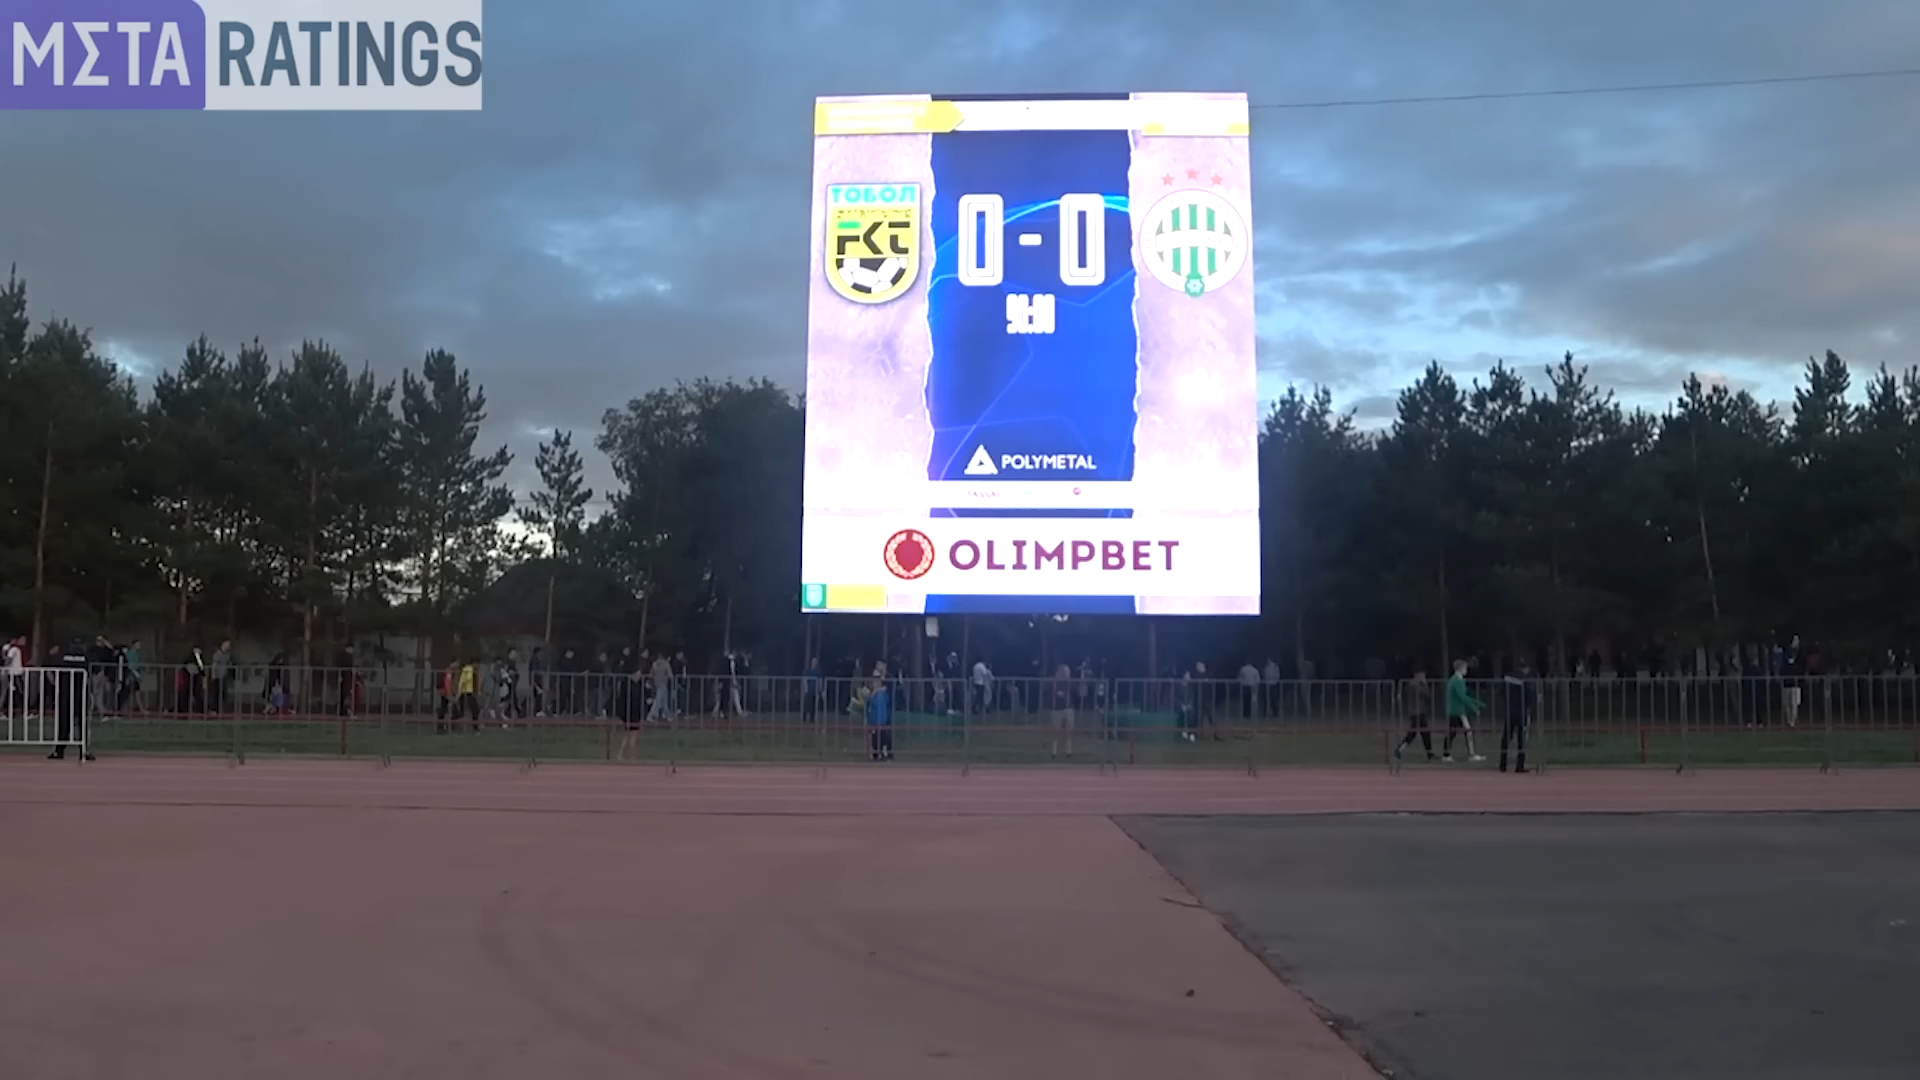 MΣTA RATINGS
ТОБОЛ
FKT
0 - 0
POLYMETAL
OLIMPBET